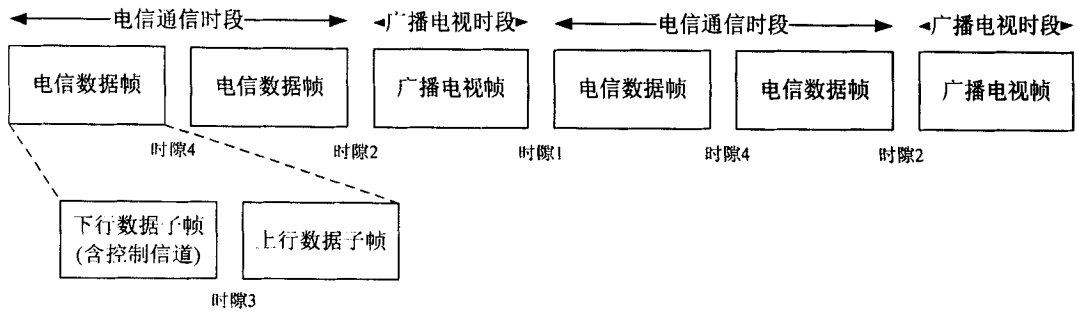 电信通信时段
广播电视时段
电信通信时段
广播电视时段
电信数据帧
电信数据帧
广播电视帧
电信数据帧
电信数据帧
广播电视帧
时隙4
时隙2
时隙1
时隙4
时隙2
下行数据子帧
(含控制信道)
上行数据子帧
时隙3